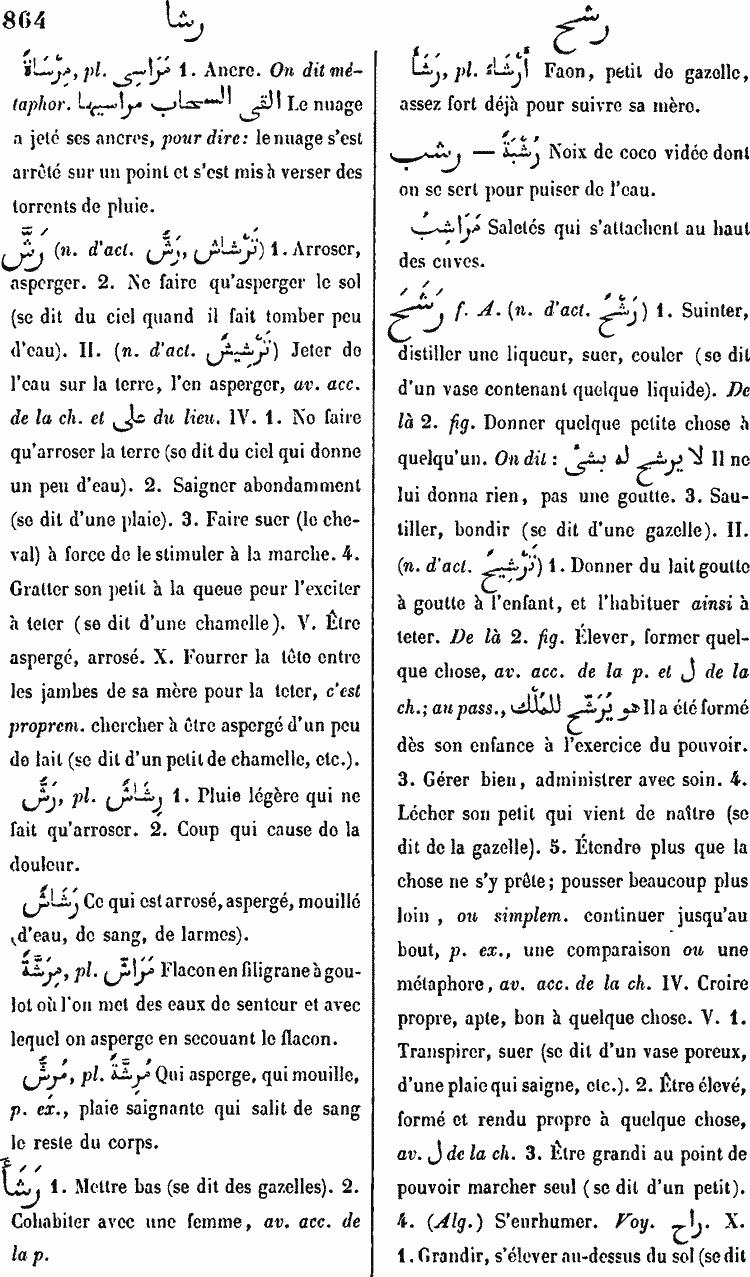 864 رشا رشح
مِرْسَاةٌ, pl. مَرَاسِى 1. Ancre. On dit mé-
taphor. القى السحاب مراسيها Le nuage
a jeté ses ancres, pour dire: le nuage s'est
arrêté sur un point et s'est mis à verser des
torrents de pluie.
رَشَّ (n. d'act. رَشٌّ, تَرْشَاش) 1. Arroser,
asperger. 2. Ne faire qu'asperger le sol
(se dit du ciel quand il fait tomber peu
d'eau). II. (n. d'act. تَرْشِيشٌ) Jeter de
l'eau sur la terre, l'en asperger, av. acc.
de la ch. et على du lieu. IV. 1. No faire
qu'arroser la terre (se dit du ciel qui donne
un peu d'eau). 2. Saigner abondamment
(se dit d'une plaie). 3. Faire suer (le che-
val) à force de le stimuler à la marche. 4.
Gratter son petit à la queue pour l'exciter
à teter (se dit d'une chamelle). V. Être
aspergé, arrosé. X. Fourrer la tête entre
les jambes de sa mère pour la teter, c'est
proprem. chercher à être aspergé d'un peu
de lait (se dit d'un petit de chamelle, etc.).
رَشٌّ, pl. رِشَاشٌ 1. Pluie légère qui ne
fait qu'arroser. 2. Coup qui cause de la
douleur.
رَشَاشٌ Ce qui est arrosé, aspergé, mouillé
(d'eau, de sang, de larmes).
مِرَشَّةٌ, pl. مَرَاشُّ Flacon en filigrane à gou-
lot où l'on met des eaux de senteur et avec
lequel on asperge en secouant le flacon.
مُرِشٌّ, pl. مُرِشَّةٌ Qui asperge, qui mouille,
p. ex., plaie saignante qui salit de sang
le reste du corps.
رَشَأَ 1. Mettre bas (se dit des gazelles). 2.
Cohabiter avec une femme, av. acc. de
la p.
رَشَأٌ, pl. أَرْشَاءٌ Faon, petit de gazelle,
assez fort déjà pour suivre sa mère.
رشب — رُشْبَةٌ Noix de coco vidée dont
on se sert pour puiser de l'eau.
مَرَاشِبُ Saletés qui s'attachent au haut
des cuves.
رَشَحَ f. A. (n. d'act. رَشْحٌ) 1. Suinter,
distiller une liqueur, suer, couler (se dit
d'un vase contenant quelque liquide). De
là 2. fig. Donner quelque petite chose à
quelqu'un. On dit : لا يرشح له بشىء Il ne
lui donna rien, pas une goutte. 3. Sau-
tiller, bondir (se dit d'une gazelle). II.
(n. d'act. تَرْشِيحٌ) 1. Donner du lait goutte
à goutte à l'enfant, et l'habituer ainsi à
teter. De là 2. fig. Élever, former quel-
que chose, av. acc. de la p. et ل de la
ch.; au pass., هو يُرَشَّح للمُلْك Il a été formé
dès son enfance à l'exercice du pouvoir.
3. Gérer bien, administrer avec soin. 4.
Lécher son petit qui vient de naître (se
dit de la gazelle). 5. Étendre plus que la
chose ne s'y prête; pousser beaucoup plus
loin, ou simplem. continuer jusqu'au
bout, p. ex., une comparaison ou une
métaphore, av. acc. de la ch. IV. Croire
propre, apte, bon à quelque chose. V. 1.
Transpirer, suer (se dit d'un vase poreux,
d'une plaie qui saigne, etc.). 2. Être élevé,
formé et rendu propre à quelque chose,
av. ل de la ch. 3. Être grandi au point de
pouvoir marcher seul (se dit d'un petit).
4. (Alg.) S'enrhumer. Voy. راح. X.
1. Grandir, s'élever au-dessus du sol (se dit